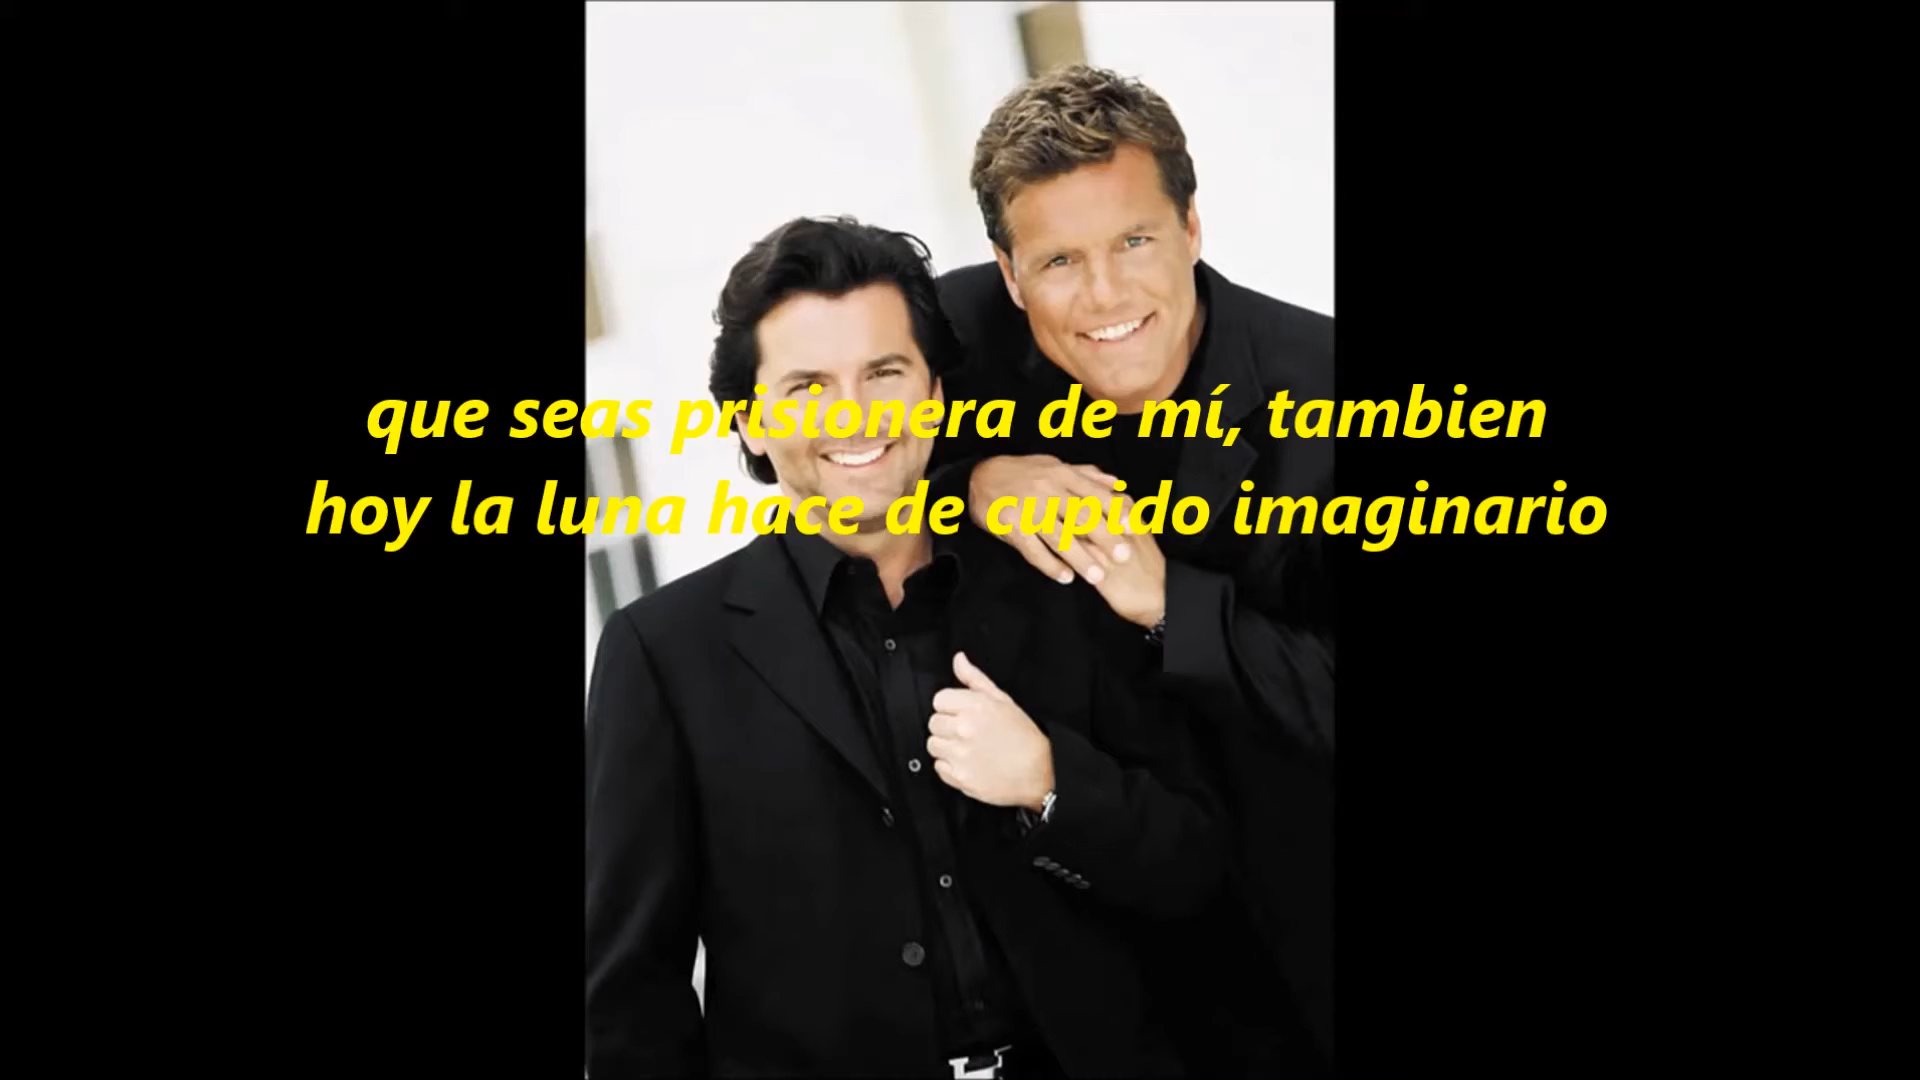 que seas prisionera de mí, tambien
hoy la luna hace de cupido imaginario